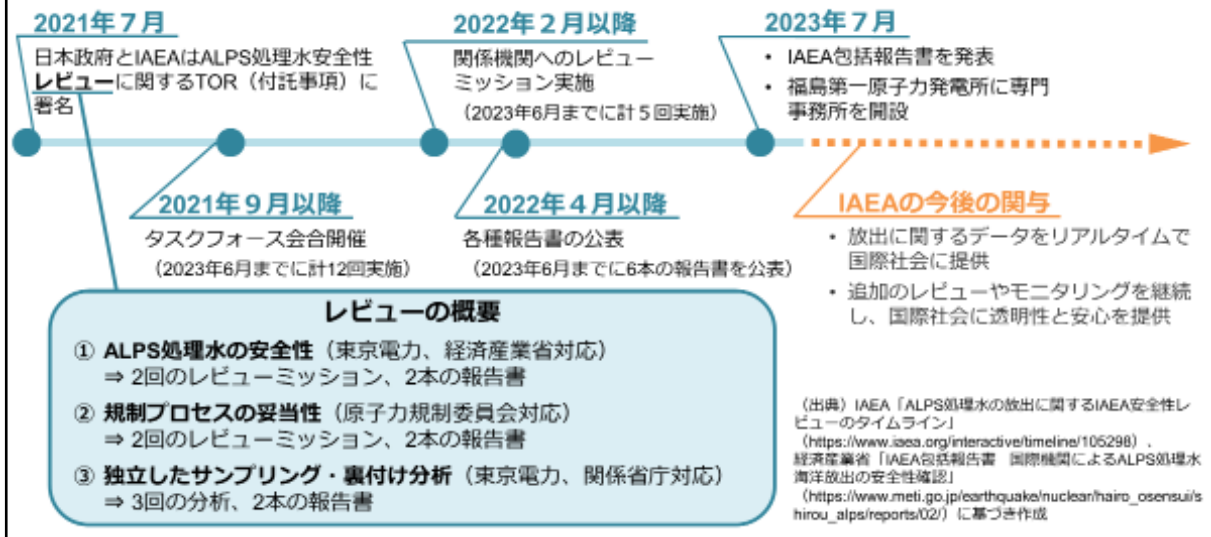 2021年７月
日本政府とIAEAはALPS処理水安全性
レビューに関するTOR（付託事項）に
署名
2022年２月以降
関係機関へのレビュー
ミッション実施
（2023年6月までに計５回実施）
2023年７月
• IAEA包括報告書を発表
• 福島第一原子力発電所に専門
事務所を開設
2021年９月以降
タスクフォース会合開催
（2023年6月までに計12回実施）
2022年４月以降
各種報告書の公表
（2023年6月までに6本の報告書を公表）
IAEAの今後の関与
• 放出に関するデータをリアルタイムで
国際社会に提供
• 追加のレビューやモニタリングを継続
し、国際社会に透明性と安心を提供
レビューの概要
① ALPS処理水の安全性（東京電力、経済産業省対応）
⇒ 2回のレビューミッション、2本の報告書
② 規制プロセスの妥当性（原子力規制委員会対応）
⇒ 2回のレビューミッション、2本の報告書
③ 独立したサンプリング・裏付け分析（東京電力、関係省庁対応）
⇒ 3回の分析、2本の報告書
（出典）IAEA「ALPS処理水の放出に関するIAEA安全性レ
ビューのタイムライン」
（https://www.iaea.org/interactive/timeline/105298）、
経済産業省「IAEA包括報告書　国際機関によるALPS処理水
海洋放出の安全性確認」
（https://www.meti.go.jp/earthquake/nuclear/hairo_osensui/s
hirou_alps/reports/02/）に基づき作成